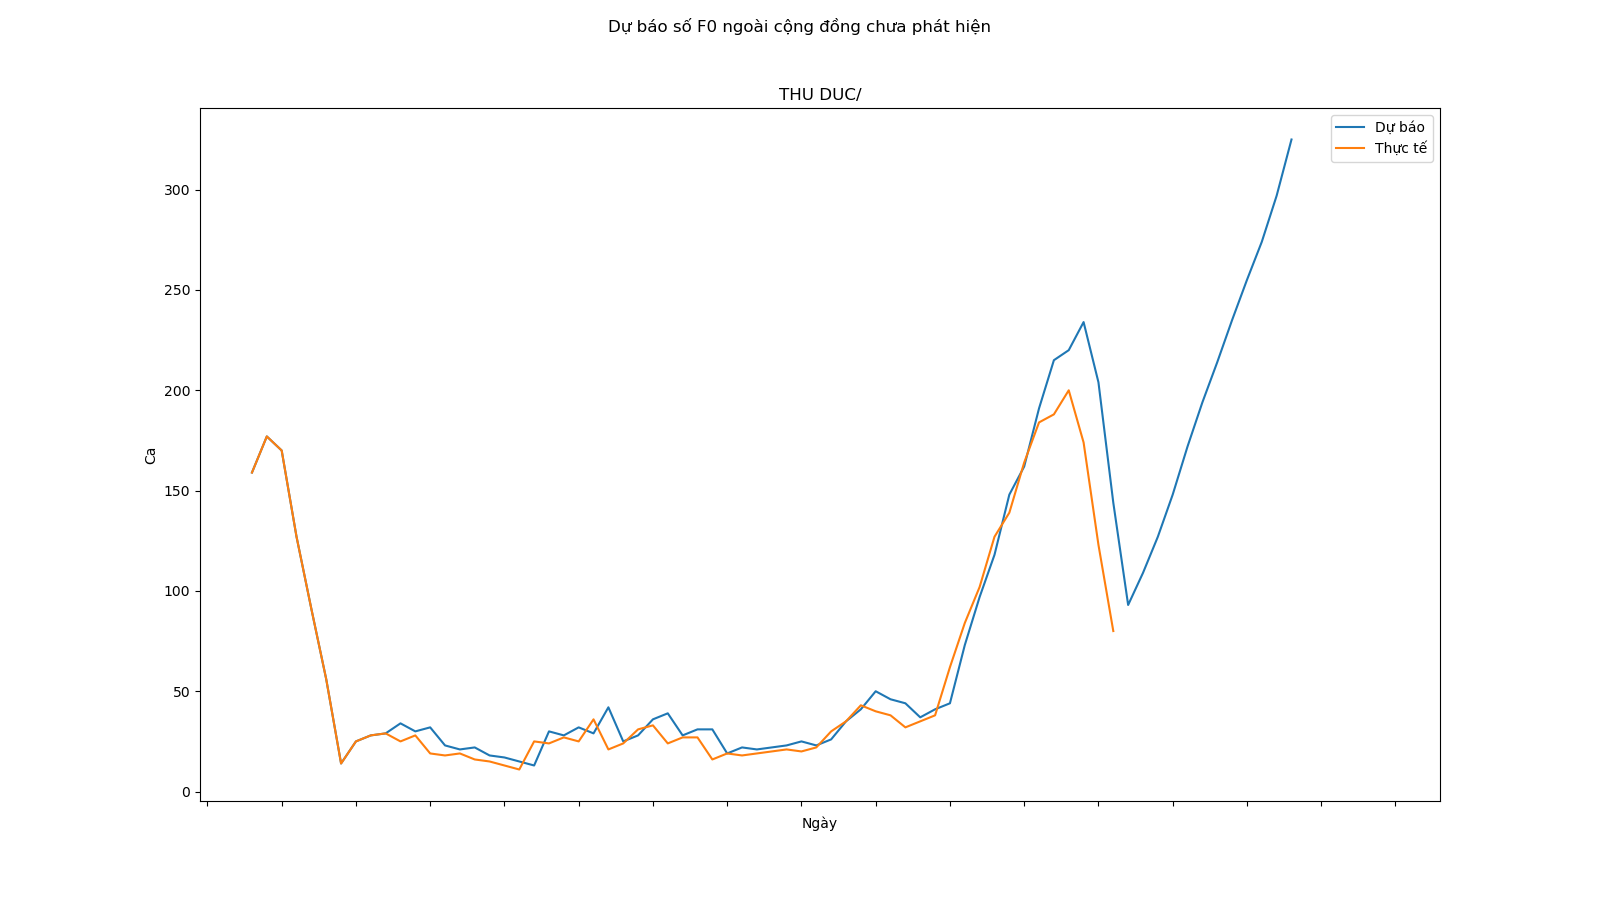 Dự báo số F0 ngoài cộng đồng chưa phát hiện
THU DUC/
Dự báo
Thực tế
300
250
200
150
100
50
0
Ca
Ngày